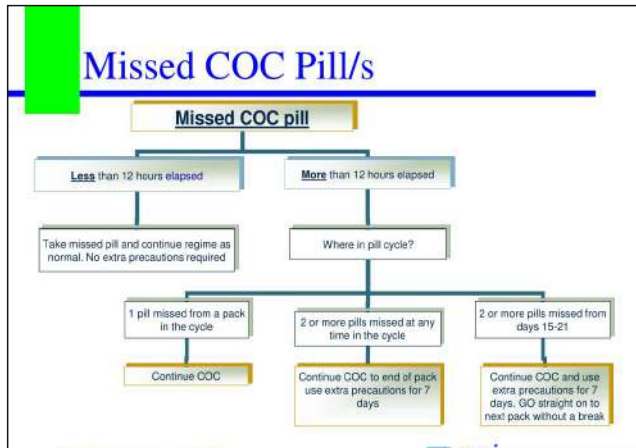 Missed COC Pill/s
Missed COC pill
Less than 12 hours elapsed
More than 12 hours elapsed
Take missed pill and continue regime as
normal. No extra precautions required
Where in pill cycle?
1 pill missed from a pack
in the cycle
2 or more pills missed at any
time in the cycle
2 or more pills missed from
days 15-21
Continue COC
Continue COC to end of pack
use extra precautions for 7
days
Continue COC and use
extra precautions for 7
days. GO straight on to
next pack without a break